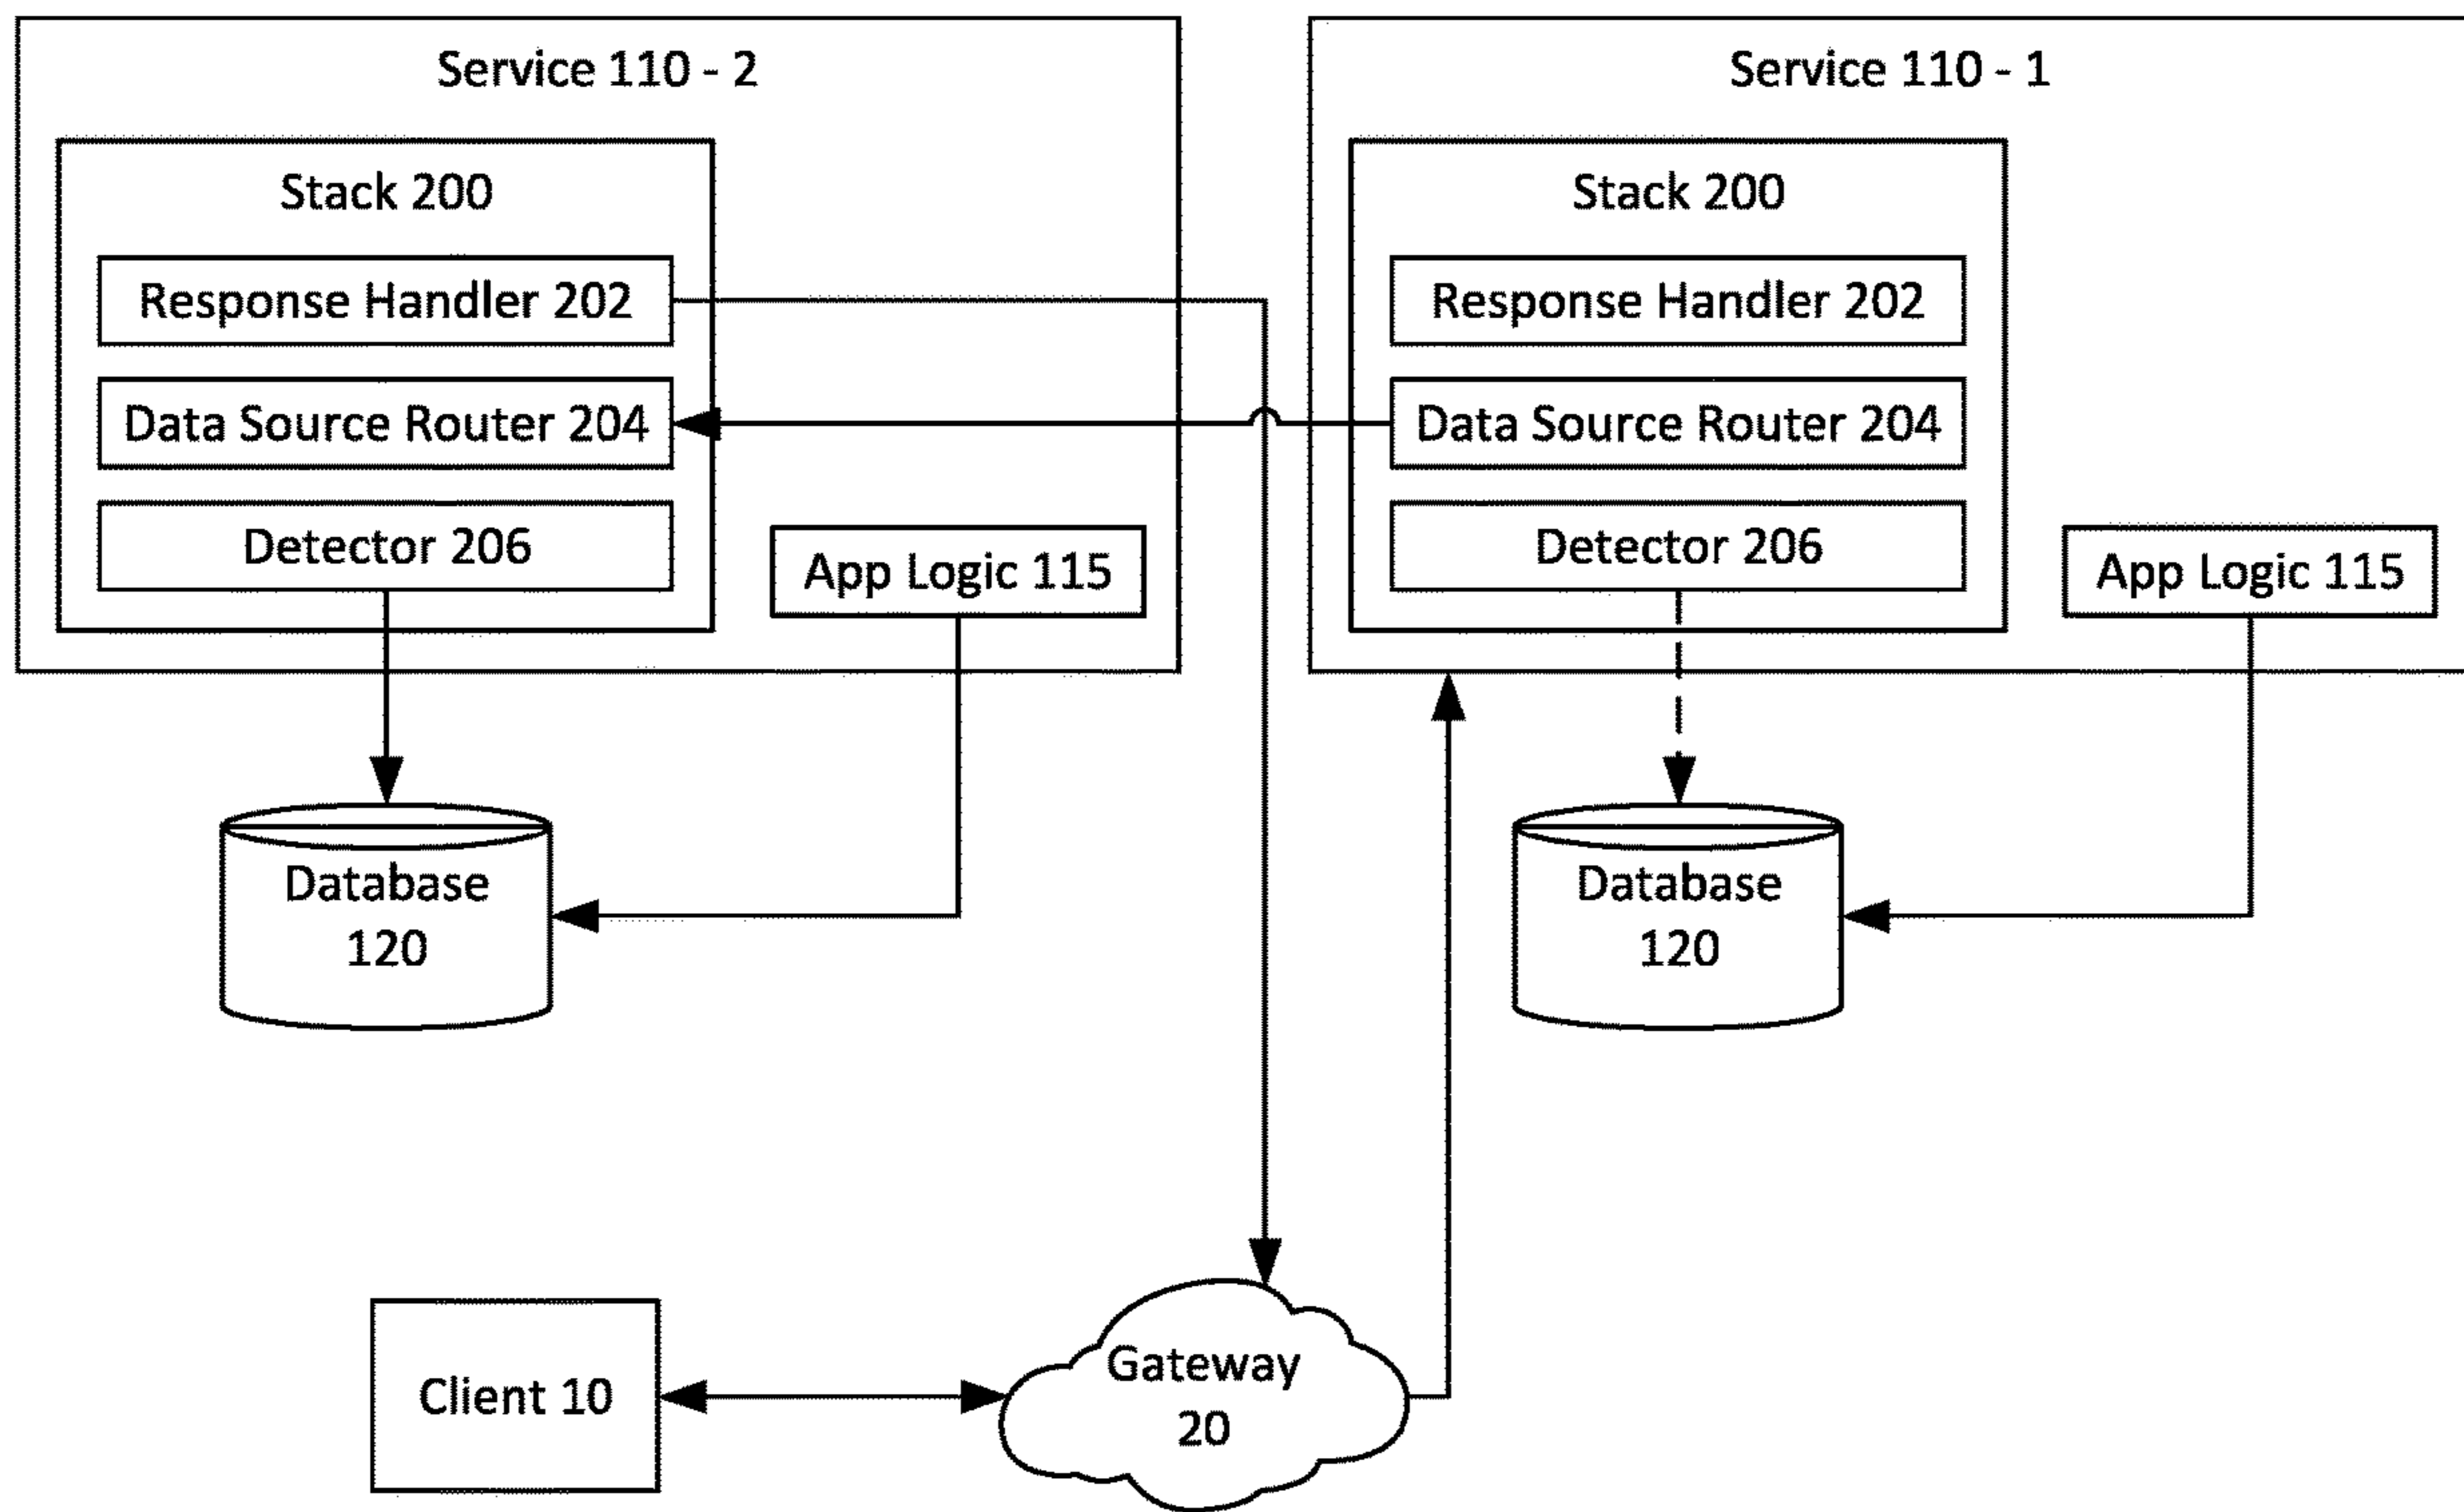 Service 110 - 2
Stack 200
Response Handler 202
Data Source Router 204
Detector 206
App Logic 115
Database
120
Service 110 - 1
Stack 200
Response Handler 202
Data Source Router 204
Detector 206
App Logic 115
Database
120
Client 10
Gateway
20